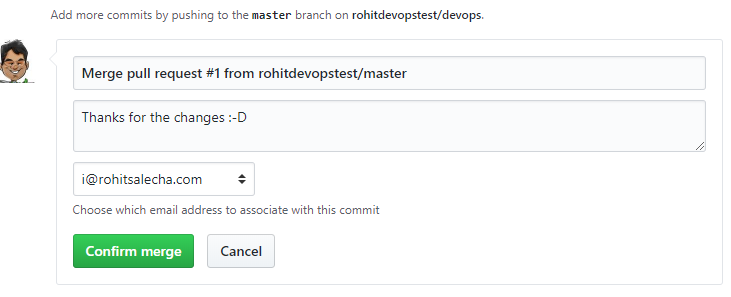 Add more commits by pushing to the master branch on rohitdevopstest/devops.
Merge pull request #1 from rohitdevopstest/master
Thanks for the changes :-D
i@rohitsalecha.com
Choose which email address to associate with this commit
Confirm merge Cancel